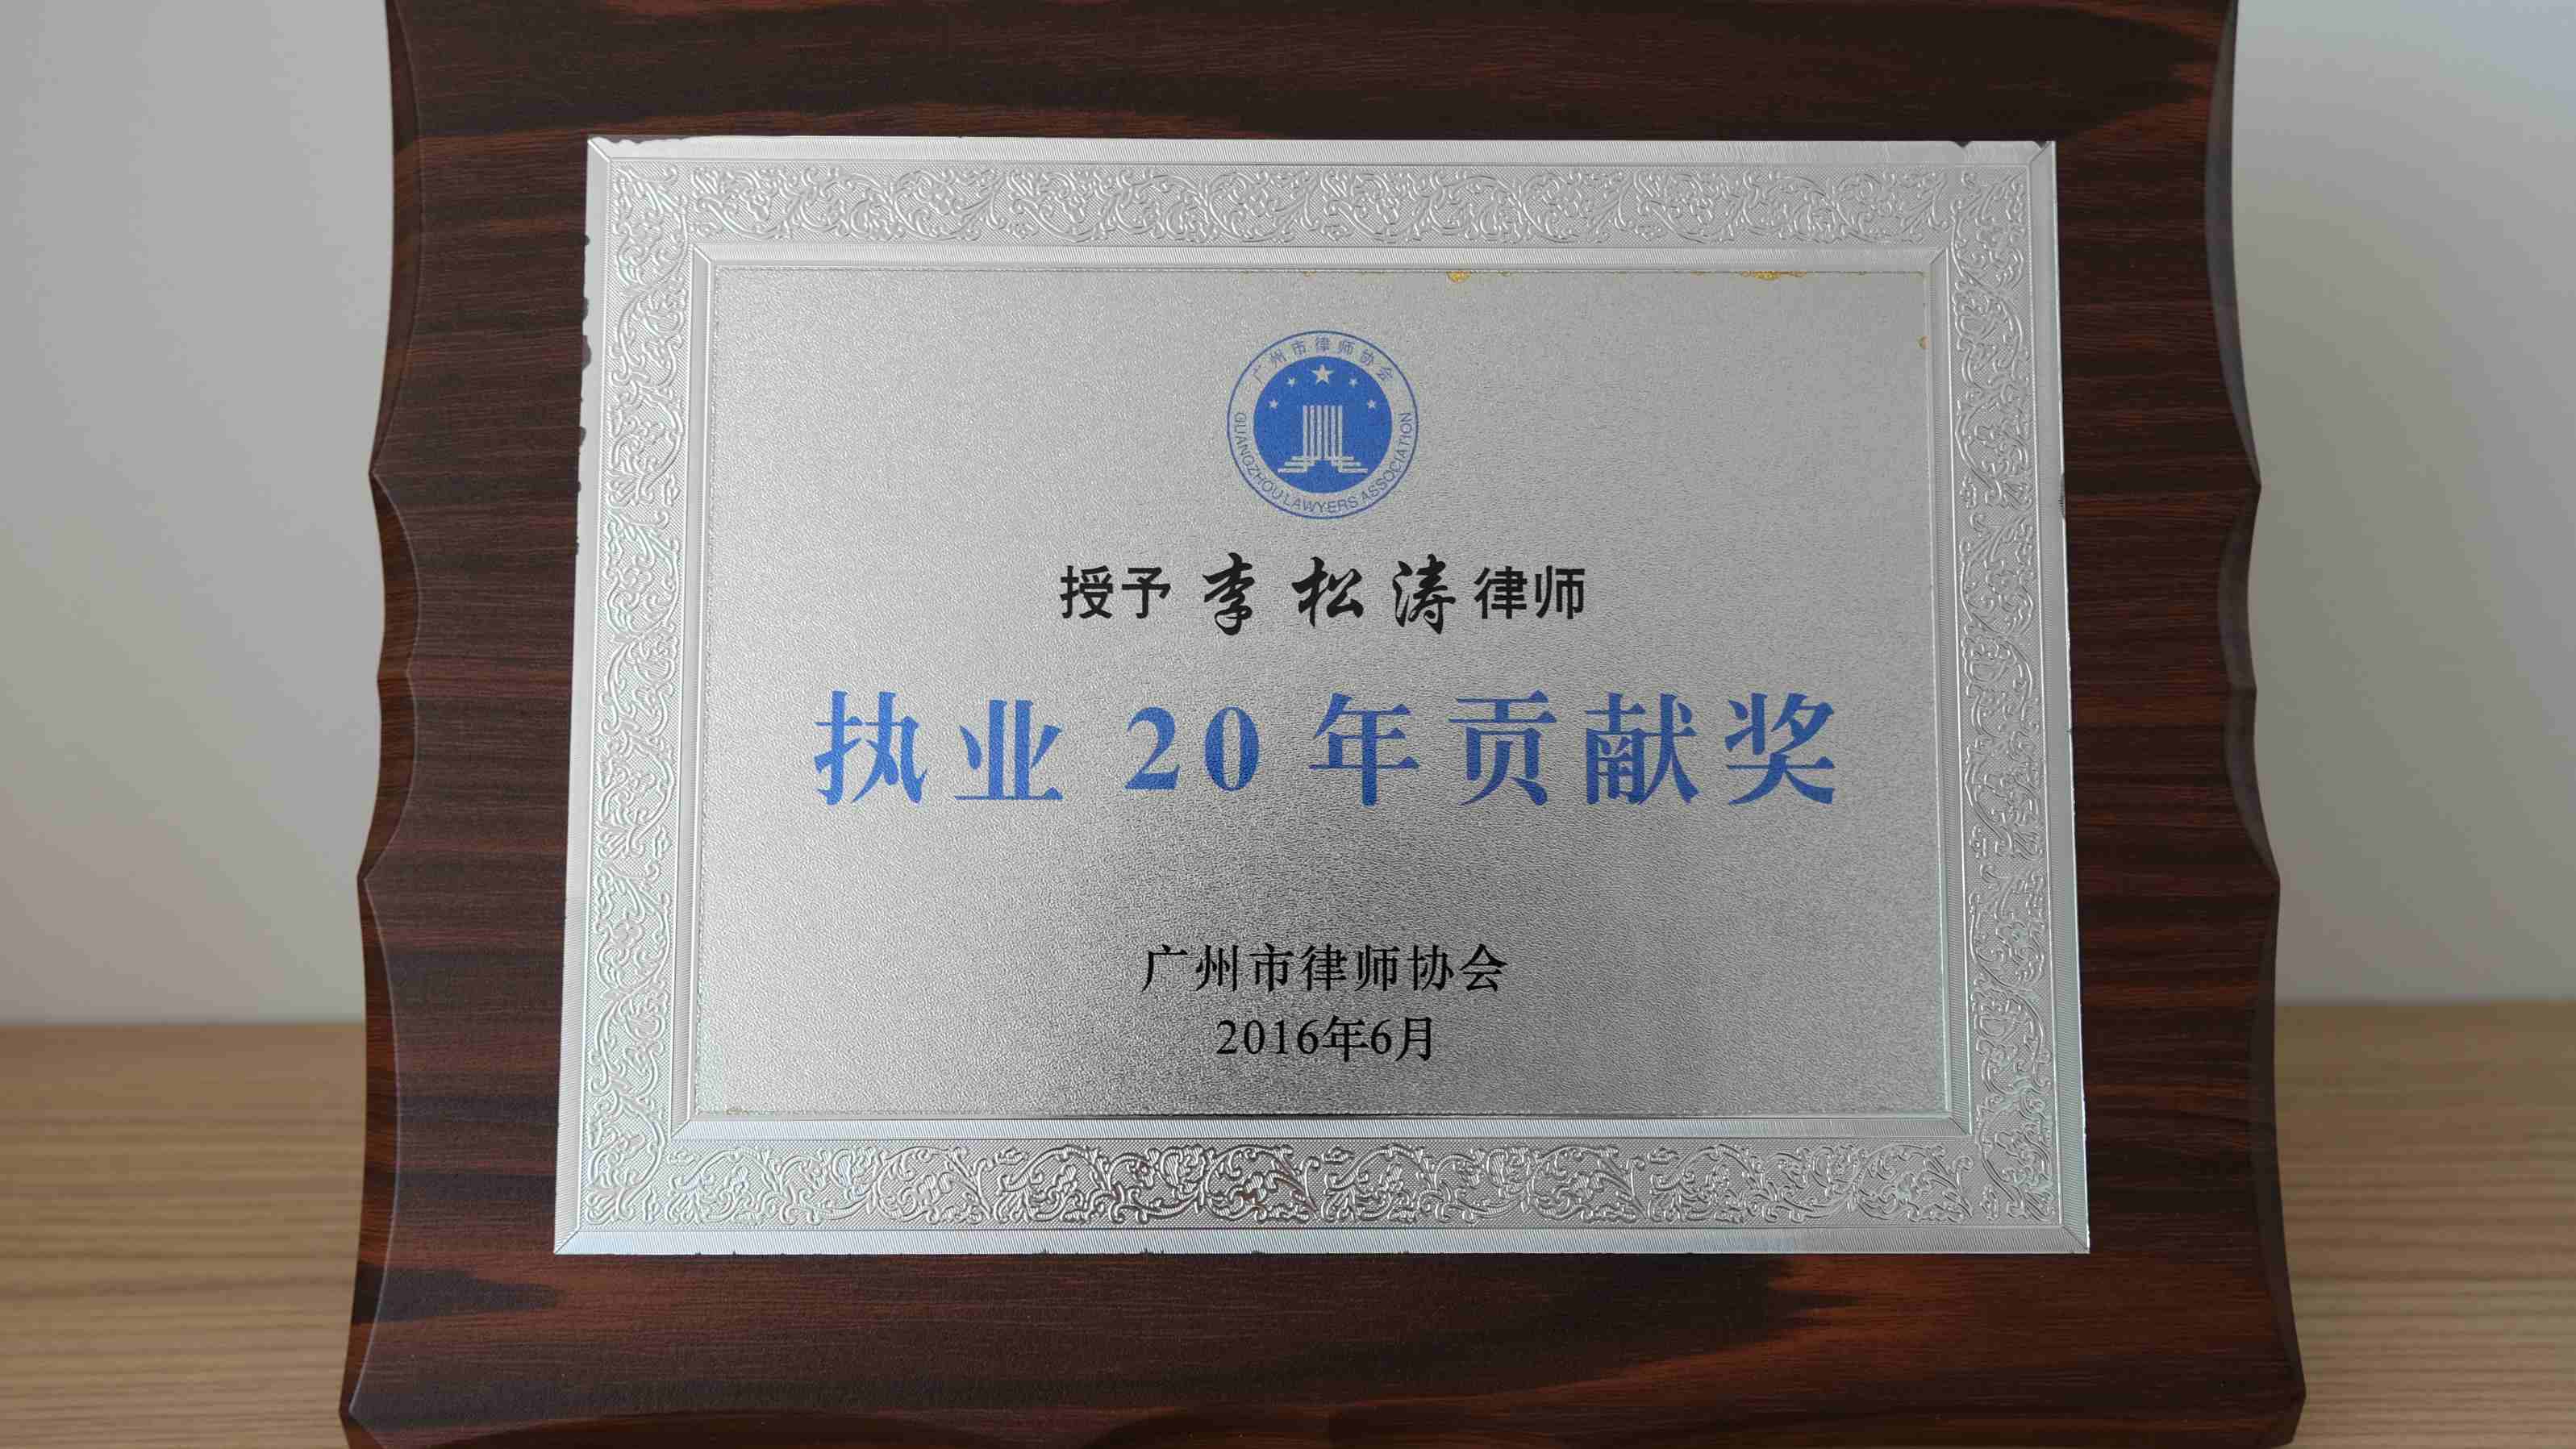 广州市律师协会
GUANGZHOU LAWYERS ASSOCIATION
授予 李松涛 律师
执业 20 年贡献奖
广州市律师协会
2016年6月